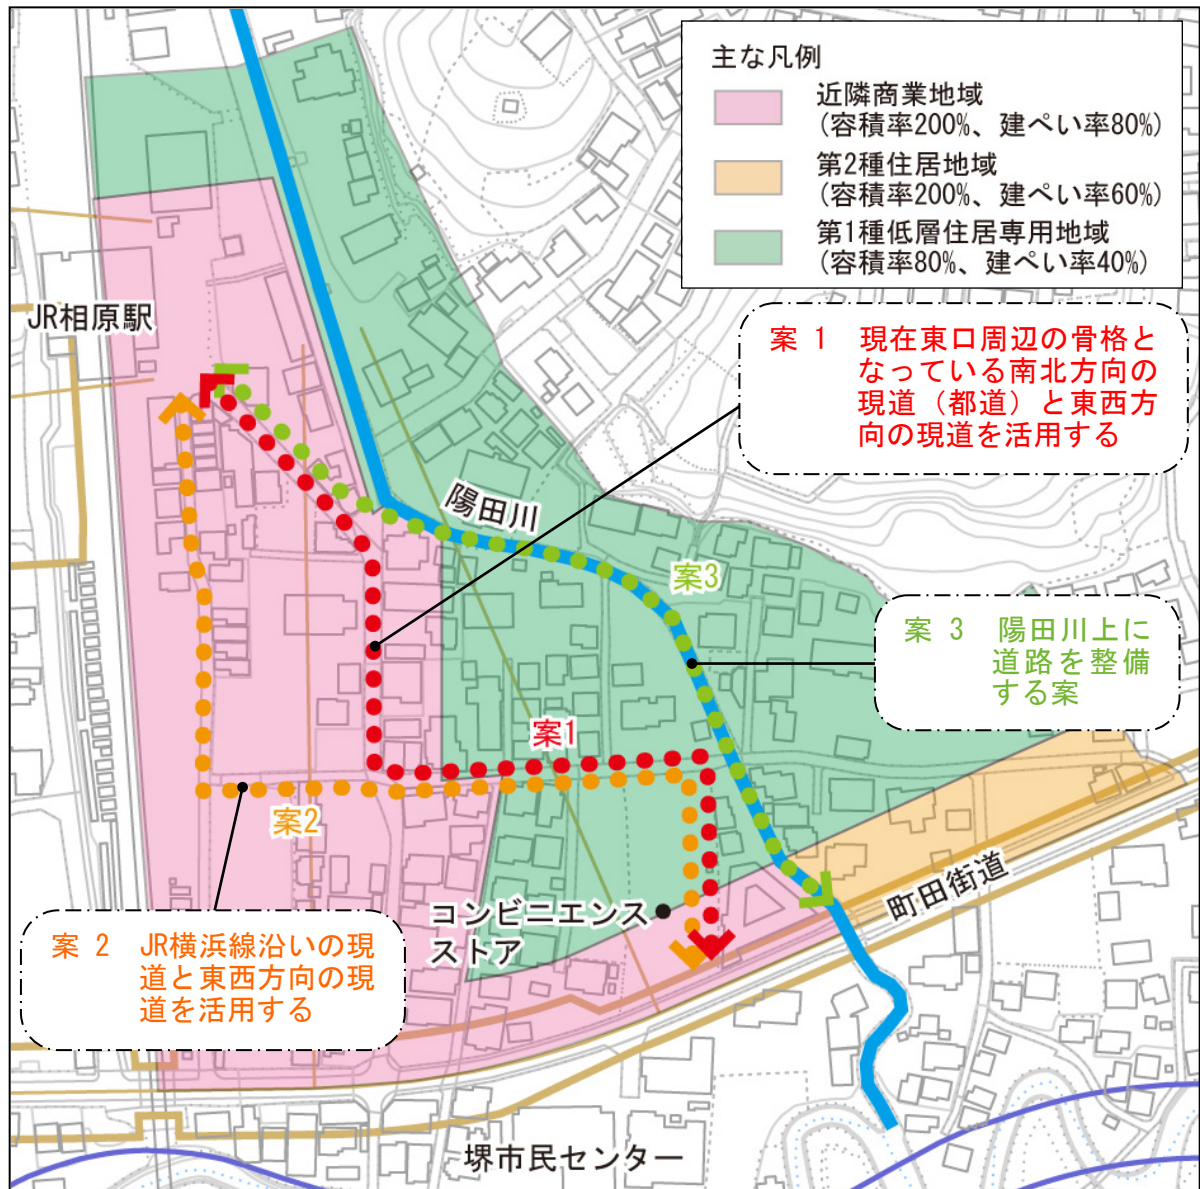 主な凡例
近隣商業地域
(容積率200%、建ぺい率80%)
第2種住居地域
(容積率200%、建ぺい率60%)
第1種低層住居専用地域
(容積率80%、建ぺい率40%)
JR相原駅
案 1 現在東口周辺の骨格と
なっている南北方向の
現道（都道）と東西方
向の現道を活用する
陽田川
案3
案 3 陽田川上に
道路を整備
する案
案1
案2
町田街道
コンビニエンス
ストア
案 2 JR横浜線沿いの現
道と東西方向の現
道を活用する
堺市民センター